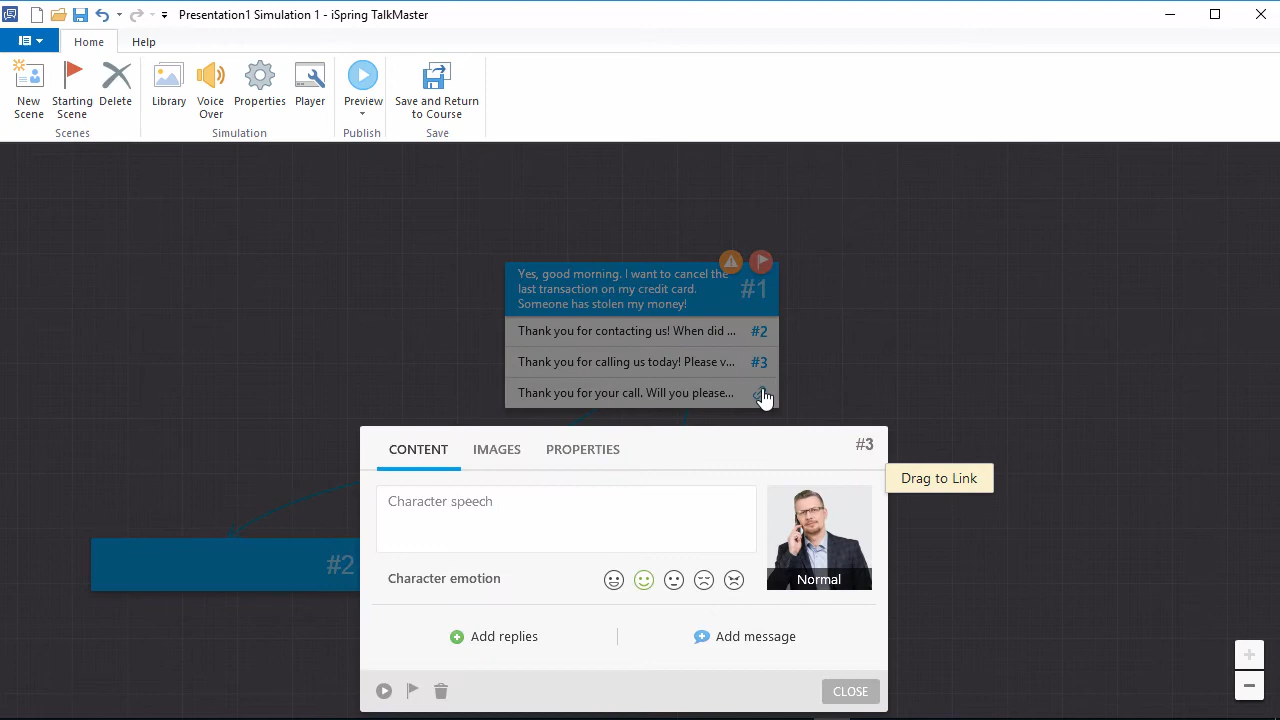 Presentation1 Simulation 1 - iSpring TalkMaster
Home
Help
New Scene
Starting Scene
Delete
Library
Voice Over
Properties
Player
Preview
Save and Return to Course
Scenes
Simulation
Publish
Save
Yes, good morning. I want to cancel the
last transaction on my credit card.
Someone has stolen my money!
#1
Thank you for contacting us! When did ... #2
Thank you for calling us today! Please v... #3
Thank you for your call. Will you please...
CONTENT IMAGES PROPERTIES #3
Drag to Link
Character speech
#2
Character emotion
Normal
Add replies
Add message
CLOSE